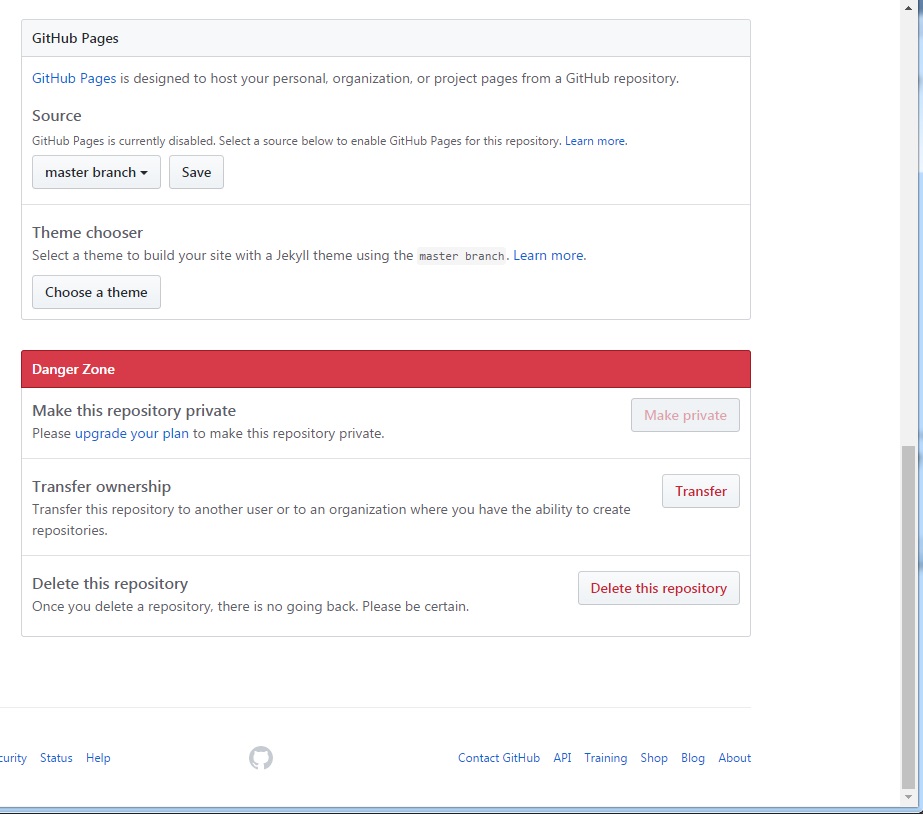 GitHub Pages
GitHub Pages is designed to host your personal, organization, or project pages from a GitHub repository.
Source
GitHub Pages is currently disabled. Select a source below to enable GitHub Pages for this repository. Learn more.
master branch Save
Theme chooser
Select a theme to build your site with a Jekyll theme using the master branch. Learn more.
Choose a theme
Danger Zone
Make this repository private
Make private
Please upgrade your plan to make this repository private.
Transfer ownership
Transfer
Transfer this repository to another user or to an organization where you have the ability to create
repositories.
Delete this repository
Delete this repository
Once you delete a repository, there is no going back. Please be certain.
curity Status Help Contact GitHub API Training Shop Blog About